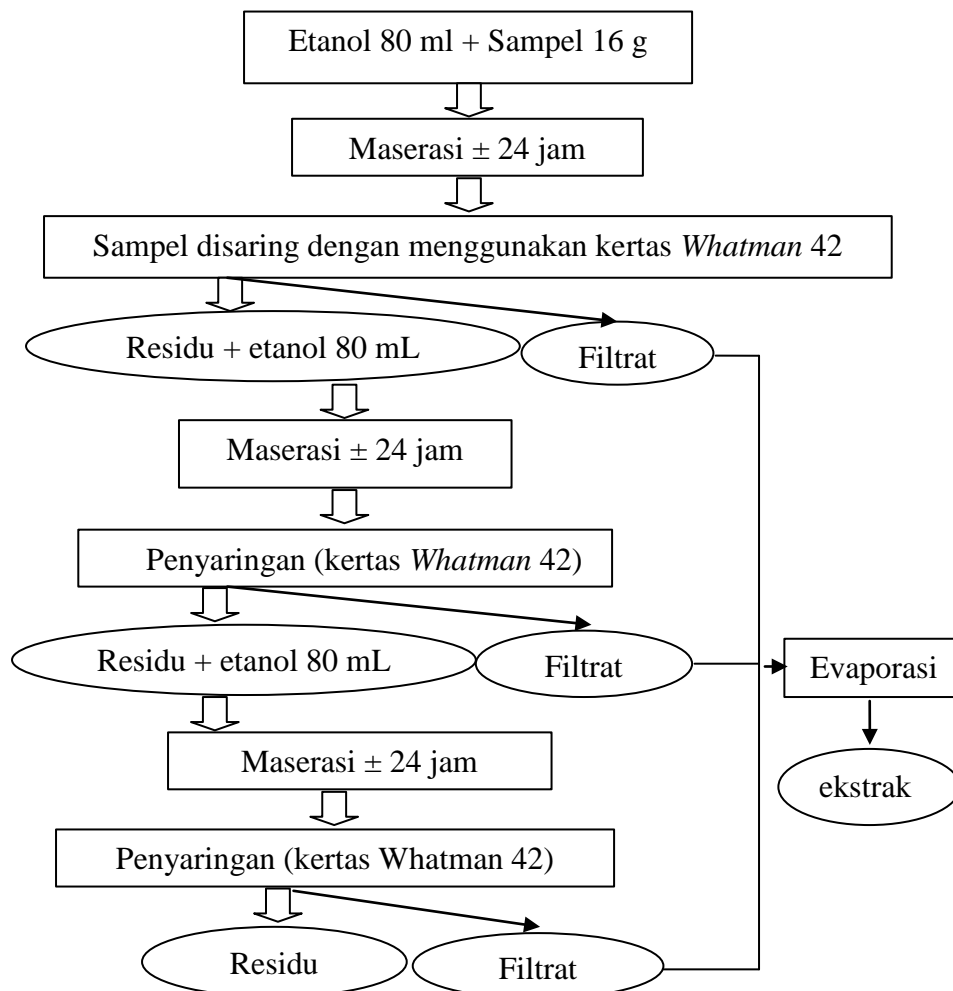 Etanol 80 ml + Sampel 16 g
Maserasi ± 24 jam
Sampel disaring dengan menggunakan kertas Whatman 42
Residu + etanol 80 mL
Filtrat
Maserasi ± 24 jam
Penyaringan (kertas Whatman 42)
Residu + etanol 80 mL
Filtrat
Evaporasi
Maserasi ± 24 jam
ekstrak
Penyaringan (kertas Whatman 42)
Residu
Filtrat